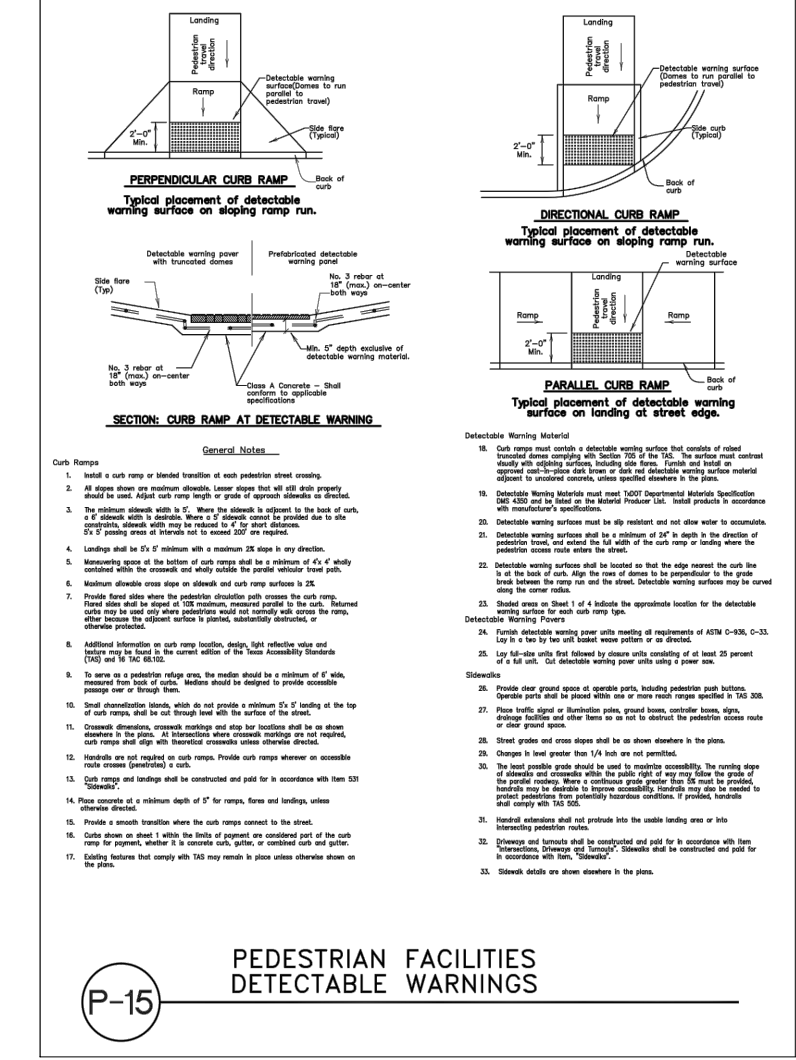 Landing
Pedestrian
travel
direction
Ramp
Detectable warning
surface(Domes to run
parallel to
pedestrian travel)
2'-0"
Min.
Side flare
(Typical)
Back of
curb
PERPENDICULAR CURB RAMP
Typical placement of detectable
warning surface on sloping ramp run.
Landing
Pedestrian
travel
direction
Ramp
Detectable warning surface
(Domes to run parallel to
pedestrian travel)
2'-0"
Min.
Side curb
(Typical)
Back of
curb
DIRECTIONAL CURB RAMP
Typical placement of detectable
warning surface on sloping ramp run.
Detectable warning paver
with truncated domes
Prefabricated detectable
warning panel
Side flare
(Typ)
No. 3 rebar at
18" (max.) on-center
both ways
Min. 5" depth exclusive of
detectable warning material.
No. 3 rebar at
18" (max.) on-center
both ways
Class A Concrete - Shall
conform to applicable
specifications
SECTION: CURB RAMP AT DETECTABLE WARNING
Detectable
warning surface
Landing
Pedestrian
travel
direction
Ramp
Ramp
2'-0"
Min.
Back of
curb
PARALLEL CURB RAMP
Typical placement of detectable warning
surface on landing at street edge.
General Notes
Curb Ramps
1. Install a curb ramp or blended transition at each pedestrian street crossing.
2. All slopes shown are maximum allowable. Lesser slopes that will still drain properly
should be used. Adjust curb ramp length or grade of approach sidewalks as directed.
3. The minimum sidewalk width is 5'. Where the sidewalk is adjacent to the back of curb,
a 6' sidewalk width is desirable. Where a 5' sidewalk cannot be provided due to site
constraints, sidewalk width may be reduced to 4' for short distances.
5'x 5' passing areas at intervals not to exceed 200' are required.
4. Landings shall be 5'x 5' minimum with a maximum 2% slope in any direction.
5. Maneuvering space at the bottom of curb ramps shall be a minimum of 4'x 4' wholly
contained within the crosswalk and wholly outside the parallel vehicular travel path.
6. Maximum allowable cross slope on sidewalk and curb ramp surfaces is 2%.
7. Provide flared sides where the pedestrian circulation path crosses the curb ramp.
Flared sides shall be sloped at 10% maximum, measured parallel to the curb. Returned
curbs may be used only where pedestrians would not normally walk across the ramp,
either because the adjacent surface is planted, substantially obstructed, or
otherwise protected.
8. Additional information on curb ramp location, design, light reflective value and
texture may be found in the current edition of the Texas Accessibility Standards
(TAS) and 16 TAC 68.102.
9. To serve as a pedestrian refuge area, the median should be a minimum of 6' wide,
measured from back of curbs. Medians should be designed to provide accessible
passage over or through them.
10. Small channelization islands, which do not provide a minimum 5'x 5' landing at the top
of curb ramps, shall be cut through level with the surface of the street.
11. Crosswalk dimensions, crosswalk markings and stop bar locations shall be as shown
elsewhere in the plans. At intersections where crosswalk markings are not required,
curb ramps shall align with theoretical crosswalks unless otherwise directed.
12. Handrails are not required on curb ramps. Provide curb ramps wherever on accessible
route crosses (penetrates) a curb.
13. Curb ramps and landings shall be constructed and paid for in accordance with Item 531
"Sidewalks".
14. Place concrete at a minimum depth of 5" for ramps, flares and landings, unless
otherwise directed.
15. Provide a smooth transition where the curb ramps connect to the street.
16. Curbs shown on sheet 1 within the limits of payment are considered part of the curb
ramp for payment, whether it is concrete curb, gutter, or combined curb and gutter.
17. Existing features that comply with TAS may remain in place unless otherwise shown on
the plans.
Detectable Warning Material
18. Curb ramps must contain a detectable warning surface that consists of raised
truncated domes complying with Section 705 of the TAS. The surface must contrast
visually with adjoining surfaces, including side flares. Furnish and install an
approved cast-in-place dark brown or dark red detectable warning surface material
adjacent to uncolored concrete, unless specified elsewhere in the plans.
19. Detectable Warning Materials must meet TxDOT Departmental Materials Specification
DMS 4350 and be listed on the Material Producer List. Install products in accordance
with manufacturer's specifications.
20. Detectable warning surfaces must be slip resistant and not allow water to accumulate.
21. Detectable warning surfaces shall be a minimum of 24" in depth in the direction of
pedestrian travel, and extend the full width of the curb ramp or landing where the
pedestrian access route enters the street.
22. Detectable warning surfaces shall be located so that the edge nearest the curb line
is at the back of curb. Align the rows of domes to be perpendicular to the grade
break between the ramp run and the street. Detectable warning surfaces may be curved
along the corner radius.
23. Shaded areas on Sheet 1 of 4 indicate the approximate location for the detectable
warning surface for each curb ramp type.
Detectable Warning Pavers
24. Furnish detectable warning paver units meeting all requirements of ASTM C-936, C-33.
Lay in a two by two unit basket weave pattern or as directed.
25. Lay full-size units first followed by closure units consisting of at least 25 percent
of a full unit. Cut detectable warning paver units using a power saw.
Sidewalks
26. Provide clear ground space at operable parts, including pedestrian push buttons.
Operable parts shall be placed within one or more reach ranges specified in TAS 308.
27. Place traffic signal or illumination poles, ground boxes, controller boxes, signs,
drainage facilities and other items so as not to obstruct the pedestrian access route
or clear ground space.
28. Street grades and cross slopes shall be as shown elsewhere in the plans.
29. Changes in level greater than 1/4 inch are not permitted.
30. The least possible grade should be used to maximize accessibility. The running slope
of sidewalks and crosswalks within the public right of way may follow the grade of
the parallel roadway. Where a continuous grade greater than 5% must be provided,
handrails may be desirable to improve accessibility. Handrails may also be needed to
protect pedestrians from potentially hazardous conditions. If provided, handrails
shall comply with TAS 505.
31. Handrail extensions shall not protrude into the usable landing area or into
intersecting pedestrian routes.
32. Driveways and turnouts shall be constructed and paid for in accordance with Item
"Intersections, Driveways and Turnouts". Sidewalks shall be constructed and paid for
in accordance with Item, "Sidewalks".
33. Sidewalk details are shown elsewhere in the plans.
PEDESTRIAN FACILITIES
DETECTABLE WARNINGS
P-15